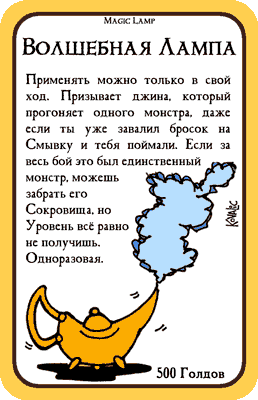 Magic Lamp
Волшебная Лампа
Применять можно только в свой
ход. Призывает джина, который
прогоняет одного монстра, даже
если ты уже завалил бросок на
Смывку и тебя поймали. Если за
весь бой это был единственный
монстр, можешь
забрать его
Сокровища, но
Уровень всё равно
не получишь.
Одноразовая.
Kovalic
500 Голдов